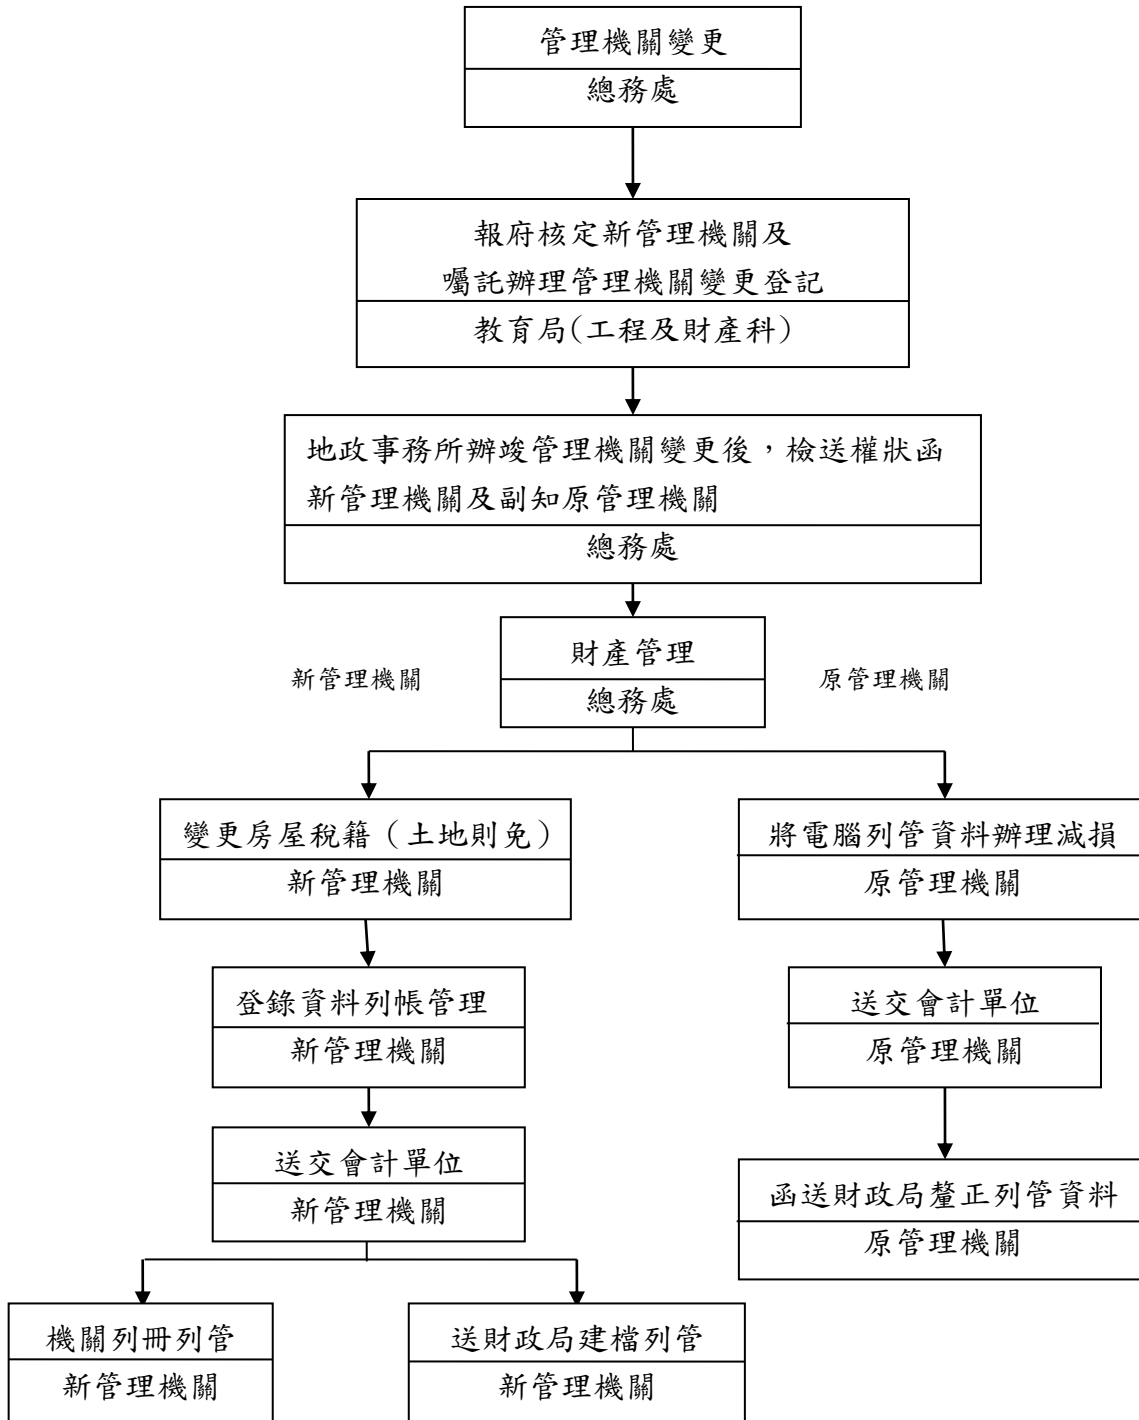 管理機關變更
總務處
報府核定新管理機關及
囑託辦理管理機關變更登記
教育局(工程及財產科)
地政事務所辦竣管理機關變更後，檢送權狀函
新管理機關及副知原管理機關
總務處
財產管理
總務處
新管理機關
原管理機關
變更房屋稅籍（土地則免）
新管理機關
將電腦列管資料辦理減損
原管理機關
登錄資料列帳管理
新管理機關
送交會計單位
原管理機關
送交會計單位
新管理機關
函送財政局釐正列管資料
原管理機關
機關列冊列管
新管理機關
送財政局建檔列管
新管理機關